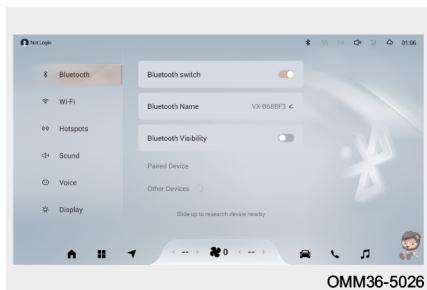 Not Login
01:06
Bluetooth
Wi-Fi
Hotspots
Sound
Voice
Display
Bluetooth switch
Bluetooth Name
VX-B68BF3
Bluetooth Visibility
Paired Device
Other Devices
Slide up to research device nearby
< -- > 0 < -- >
OMM36-5026